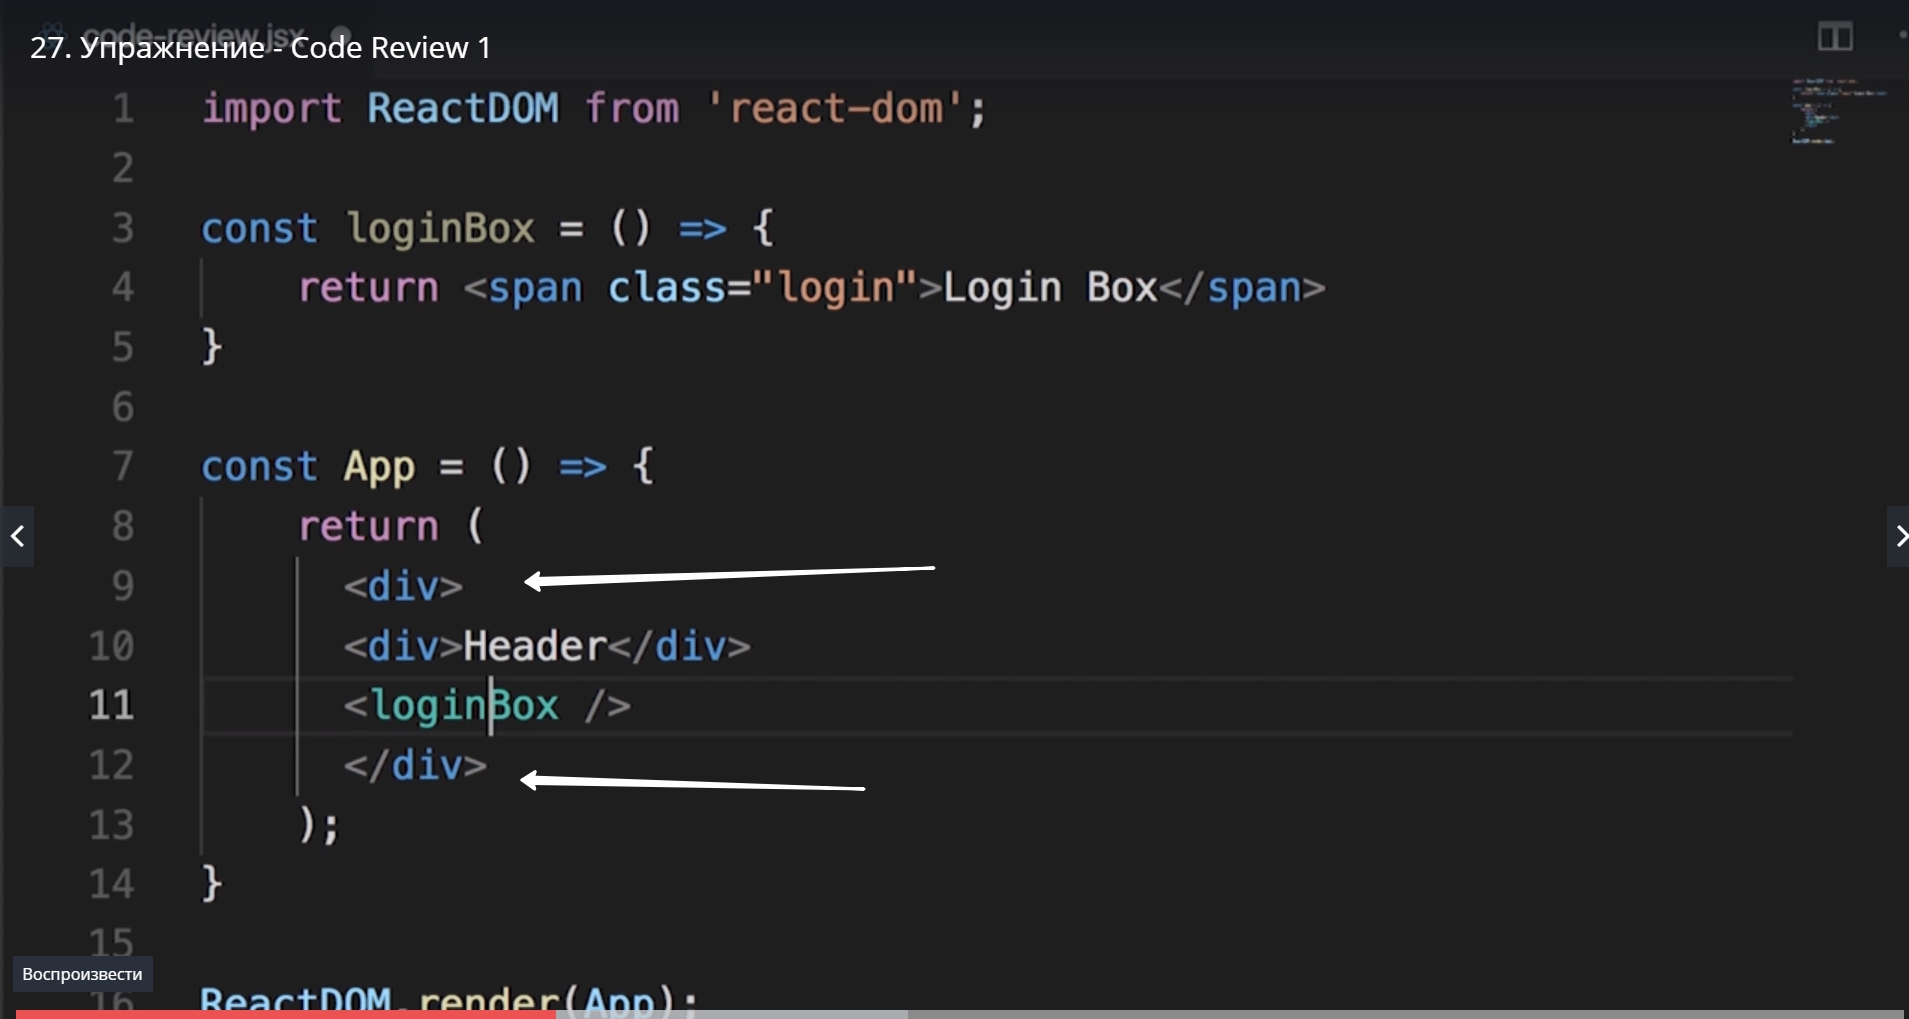 code-review.jsx
27. Упражнение - Code Review 1
1 import ReactDOM from 'react-dom';
2
3 const loginBox = () => {
4 return <span class="login">Login Box</span>
5 }
6
7 const App = () => {
8 return (
9 <div>
10 <div>Header</div>
11 <loginBox />
12 </div>
13 );
14 }
15
Воспроизвести
16 ReactDOM.render(App);